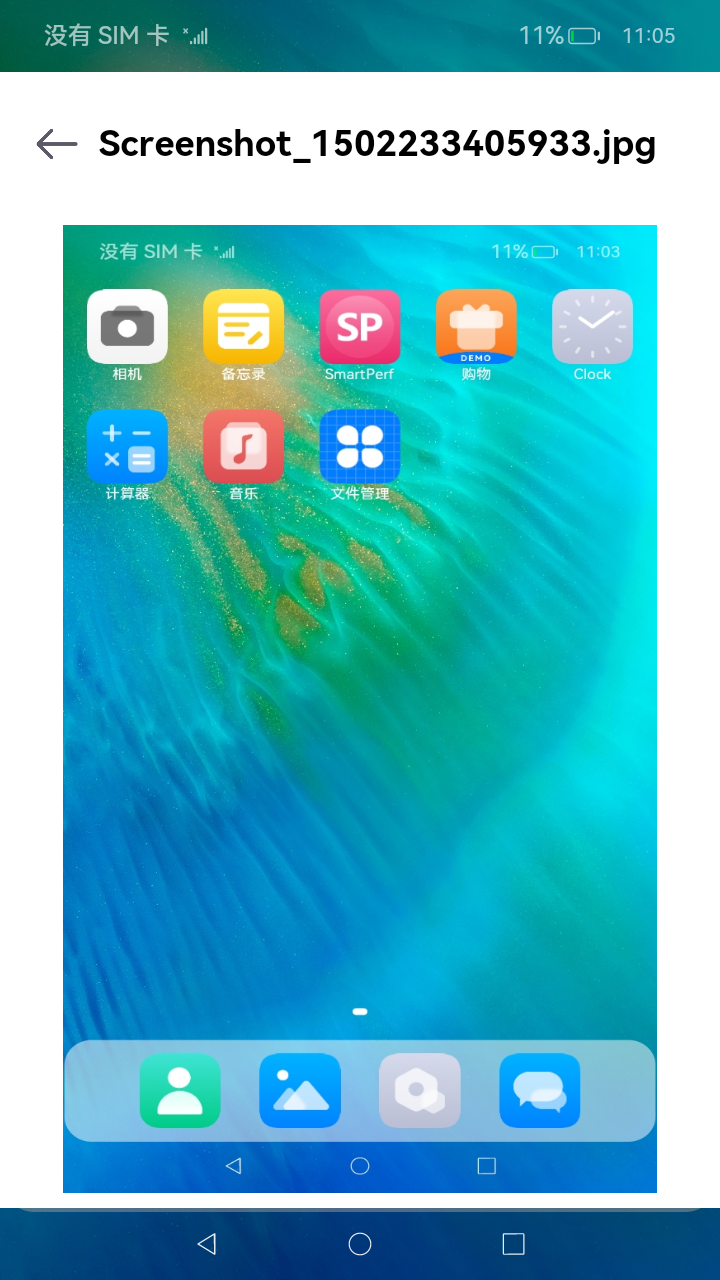 没有 SIM 卡 11% 11:05
Screenshot_1502233405933.jpg
没有 SIM 卡 11% 11:03
SP
DEMO
相机 备忘录 SmartPerf 购物 Clock
计算器 音乐 文件管理